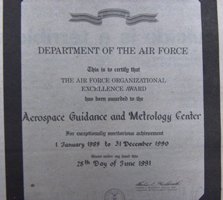 DEPARTMENT OF THE AIR FORCE
This is to certify that
THE AIR FORCE ORGANIZATIONAL
EXCELLENCE AWARD
has been awarded to the
Aerospace Guidance and Metrology Center
For exceptionally meritorious achievement
1 January 1989 to 31 December 1990
Given under my hand this
28th Day of June 1991